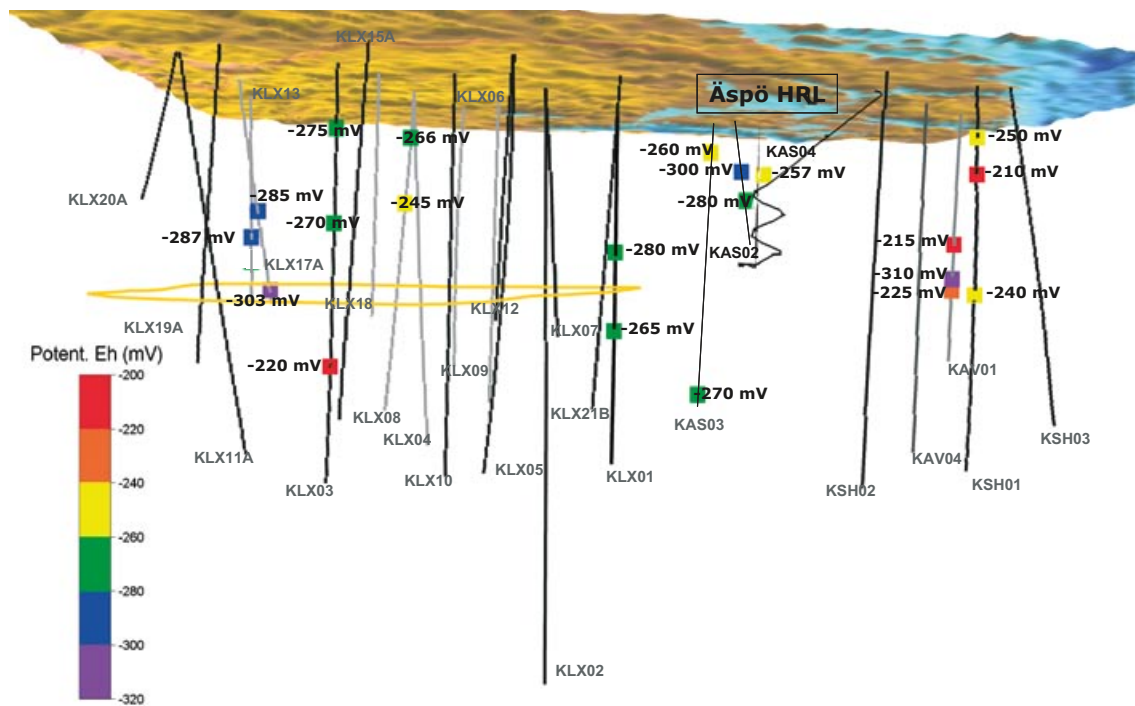 KLX15A
KLX13
KLX06
Äspö HRL
-275 mV
-266 mV
-260 mV
KAS04
-250 mV
-300 mV
-257 mV
-210 mV
KLX20A
-285 mV
-245 mV
-280 mV
-270 mV
-287 mV
-215 mV
-280 mV
KAS02
KLX17A
-310 mV
-303 mV
KLX18
KLX12
-225 mV
-240 mV
KLX19A
KLX07
-265 mV
Potent. Eh (mV)
-220 mV
KLX09
KAV01
-200
-270 mV
KLX08
KLX21B
KAS03
-220
KLX04
KSH03
KLX11A
KAV04
KLX05
KLX10
KLX01
-240
KLX03
KSH02
KSH01
-260
-280
-300
KLX02
-320